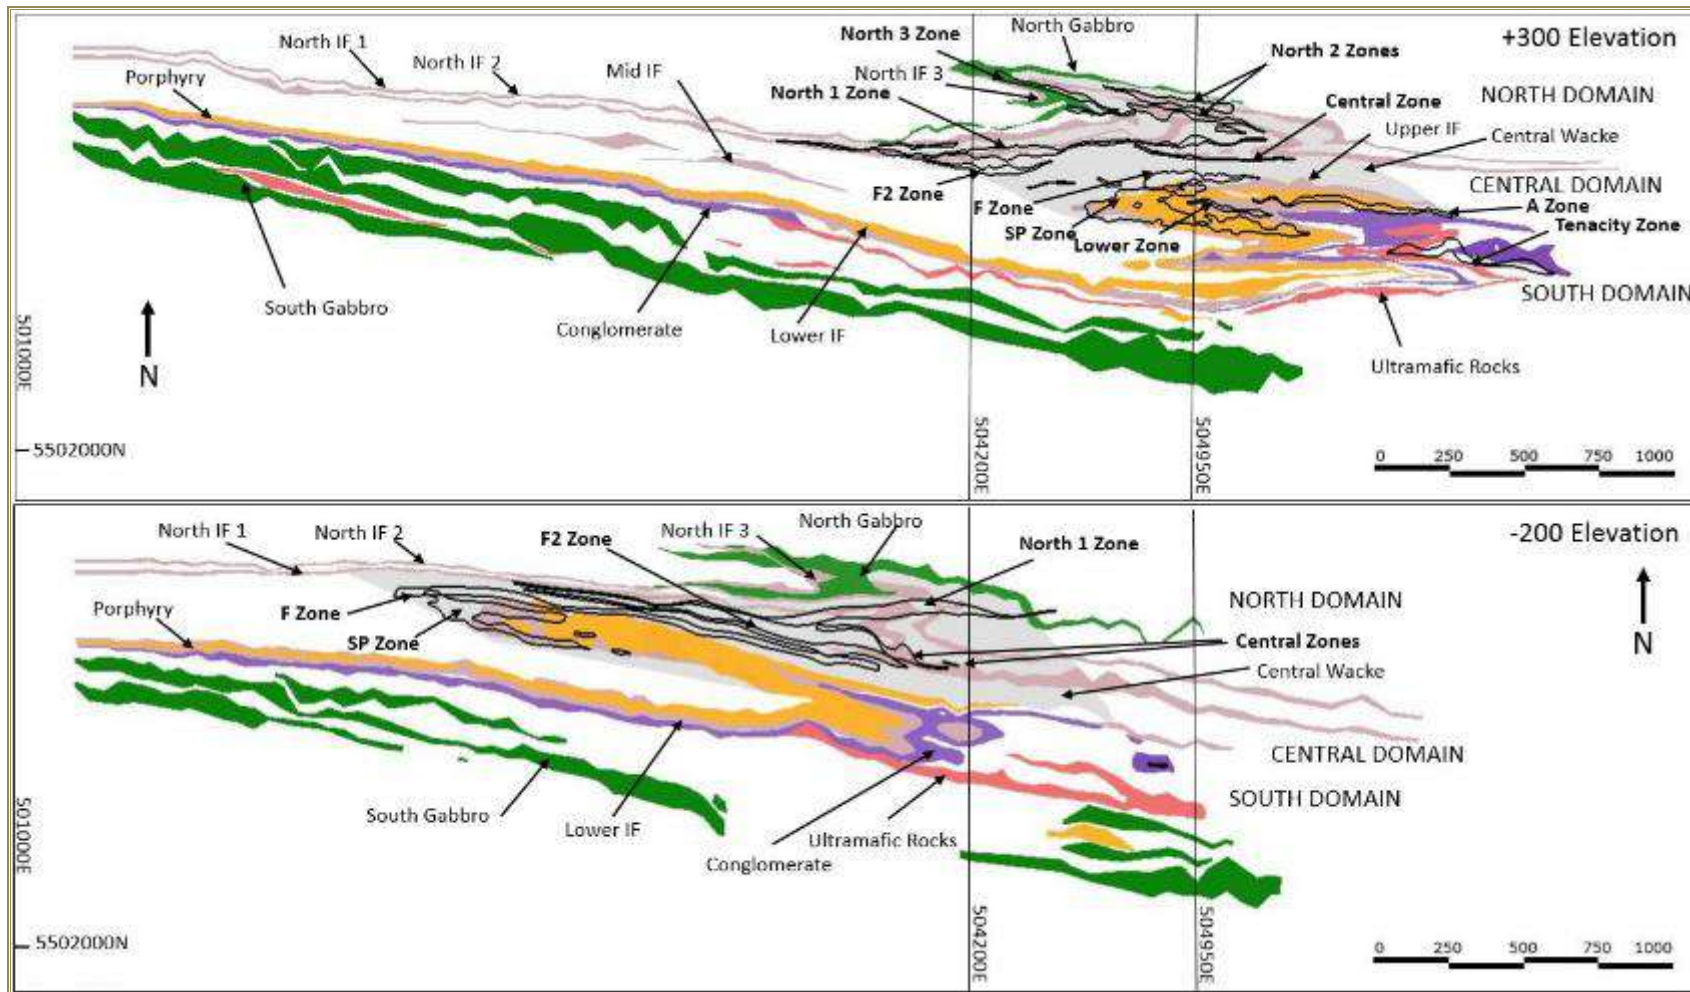 North 3 Zone
North Gabbro
+300 Elevation
North IF 1
North IF 2
Mid IF
North IF 3
North 2 Zones
Porphyry
North 1 Zone
Central Zone
NORTH DOMAIN
Upper IF
Central Wacke
F2 Zone
F Zone
CENTRAL DOMAIN
A Zone
SP Zone
Lower Zone
Tenacity Zone
South Gabbro
Conglomerate
Lower IF
SOUTH DOMAIN
Ultramafic Rocks
501000E
N
5502000N
504200E
504950E
0 250 500 750 1000
North IF 1
North IF 2
F2 Zone
North IF 3
North Gabbro
North 1 Zone
-200 Elevation
Porphyry
F Zone
SP Zone
NORTH DOMAIN
N
Central Zones
Central Wacke
CENTRAL DOMAIN
SOUTH DOMAIN
South Gabbro
Lower IF
Ultramafic Rocks
Conglomerate
501000E
5502000N
504200E
504950E
0 250 500 750 1000